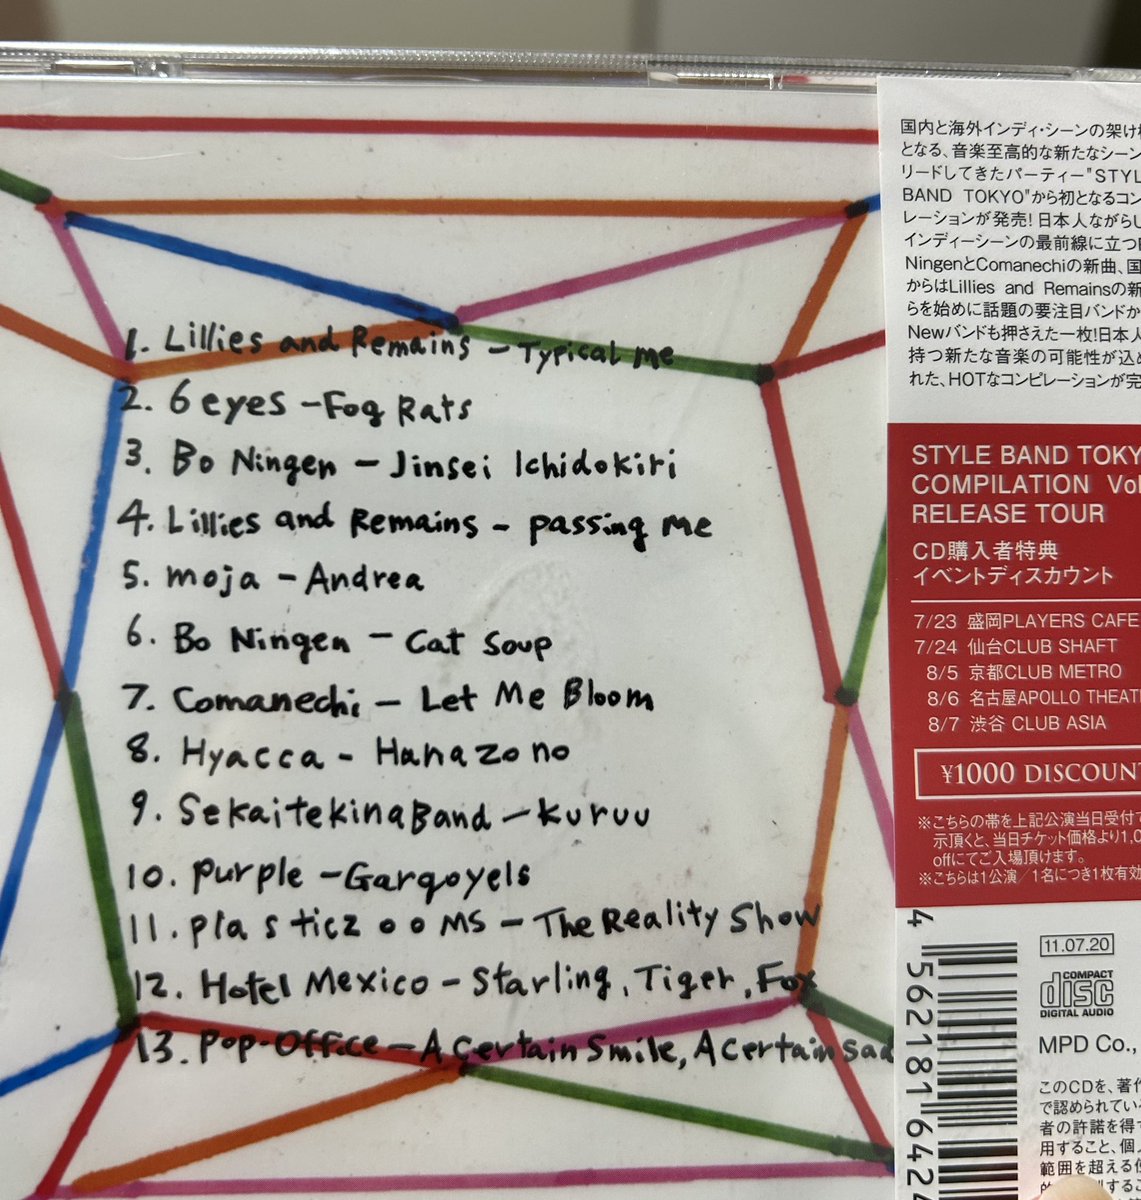 1. Lillies and Remains - Typical me
2. 6 eyes - Fog Rats
3. Bo Ningen - Jinsei Ichidokiri
4. Lillies and Remains - passing me
5. moja - Andrea
6. Bo Ningen - Cat Soup
7. Comanechi - Let Me Bloom
8. Hyacca - Hanazono
9. SekaitekinaBand - Kuruu
10. purple - Gargoyels
11. plasticzooMS - The Reality Show
12. Hotel Mexico - Starling, Tiger, Fox
13. Pop-Office - A Certain Smile, A certain sad
国内と海外インディ・シーンの架け
となる、音楽至高的な新たなシーン
リードしてきたパーティー"STYL
BAND TOKYO"から初となるコン
レーションが発売!日本人ながらし
インディーシーンの最前線に立つ
NingenとComanechiの新曲、国
からはLillies and Remainsの新
らを始めに話題の要注目バンドか
Newバンドも押さえた一枚!日本人
持つ新たな音楽の可能性が込め
れた、HOTなコンピレーションが完
STYLE BAND TOKY
COMPILATION Vol
RELEASE TOUR
CD購入者特典
イベントディスカウント
7/23 盛岡PLAYERS CAFE
7/24 仙台CLUB SHAFT
8/5 京都CLUB METRO
8/6 名古屋APOLLO THEAT
8/7 渋谷 CLUB ASIA
¥1000 DISCOUNT
※こちらの帯を上記公演当日受付で
示頂くと、当日チケット価格より1,0
offにてご入場頂けます。
※こちらは1公演/1名につき1枚有効
4 562181 642
11.07.20
COMPACT
disc
DIGITAL AUDIO
MPD Co.,
このCDを、著作
で認められてい
者の許諾を得
用すること、個
範囲を超える使